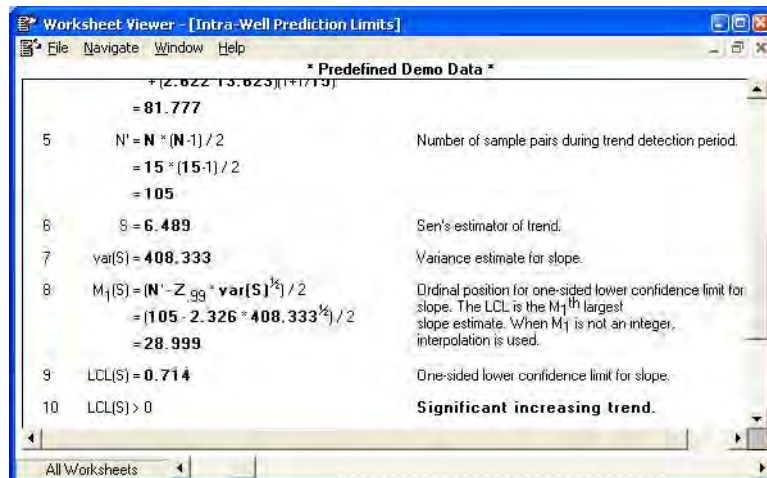 Worksheet Viewer - [Intra-Well Prediction Limits]
File Navigate Window Help
* Predefined Demo Data *
= 81.777
5 N' = N * (N-1) / 2 Number of sample pairs during trend detection period.
= 15 * (15-1) / 2
= 105
6 S = 6.489 Sen's estimator of trend.
7 var(S) = 408.333 Variance estimate for slope.
8 M1(S) = (N' - Z.99 * var(S)½) / 2 Ordinal position for one-sided lower confidence limit for
= (105 - 2.326 * 408.333½) / 2 slope. The LCL is the M1th largest
slope estimate. When M1 is not an integer,
= 28.999 interpolation is used.
9 LCL(S) = 0.714 One-sided lower confidence limit for slope.
10 LCL(S) > 0 Significant increasing trend.
All Worksheets